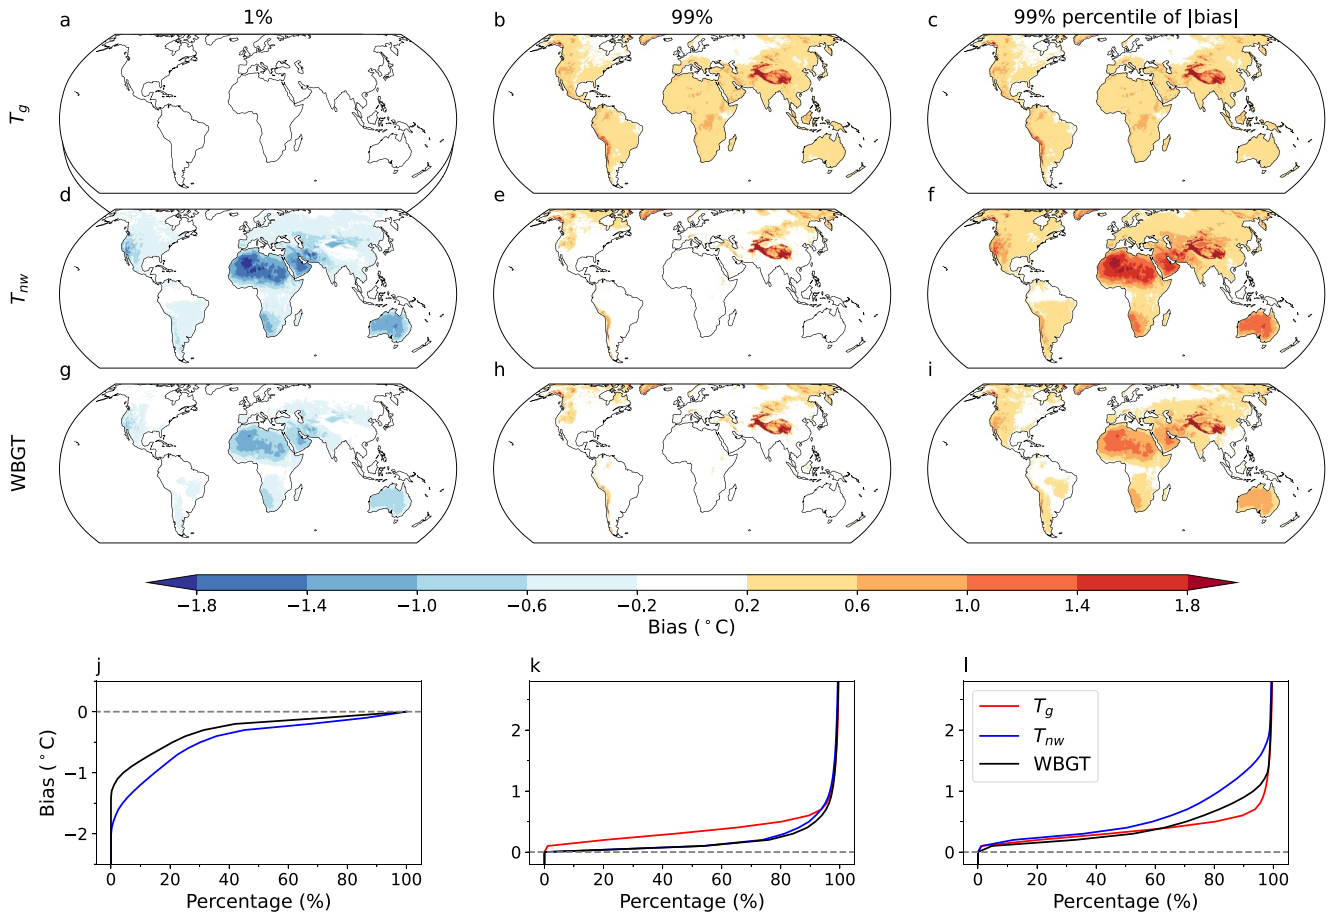 a 1% b 99% c 99% percentile of |bias|
T_g
d e f
T_nw
g h i
WBGT
−1.8 −1.4 −1.0 −0.6 −0.2 0.2 0.6 1.0 1.4 1.8
Bias (°C)
j k l
Bias (°C)
0
−1
−2
0 20 40 60 80 100
Percentage (%)
2
1
0
0 20 40 60 80 100
Percentage (%)
T_g
T_nw
WBGT
2
1
0
0 20 40 60 80 100
Percentage (%)